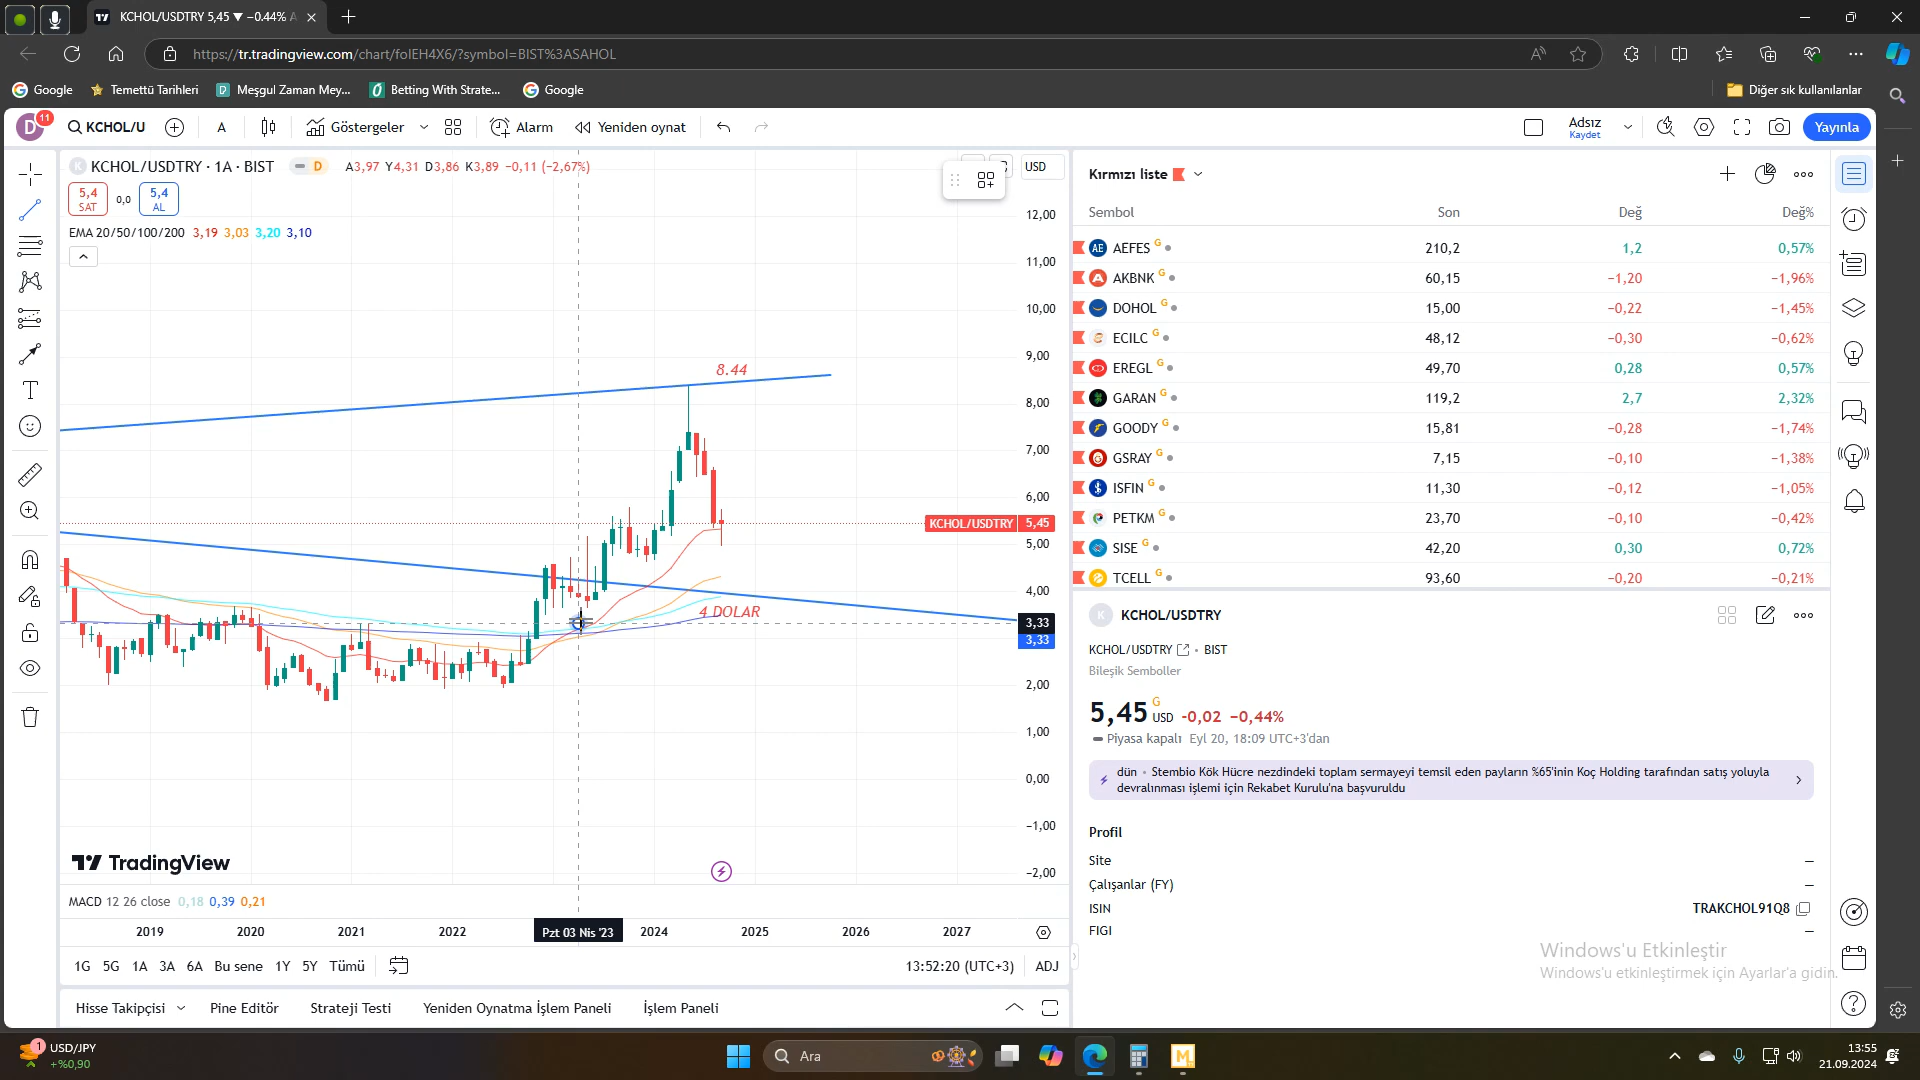 KCHOL/USDTRY 5,45 ▼ −0.44%
https://tr.tradingview.com/chart/folEH4X6/?symbol=BIST%3ASAHOL
Google
Temettü Tarihleri
Meşgul Zaman Mey...
Betting With Strate...
Google
Diğer sık kullanılanlar
D 11
KCHOL/U
A
Göstergeler
Alarm
Yeniden oynat
Adsız
Kaydet
Yayınla
KCHOL/USDTRY · 1A · BIST
D
A3,97 Y4,31 D3,86 K3,89 −0,11 (−2,67%)
USD
5,4
SAT
0,0
5,4
AL
EMA 20/50/100/200 3,19 3,03 3,20 3,10
12,00
11,00
10,00
9,00
8.44
8,00
7,00
6,00
KCHOL/USDTRY 5,45
5,00
4,00
4 DOLAR
3,33
3,33
2,00
1,00
0,00
−1,00
−2,00
TradingView
MACD 12 26 close 0,18 0,39 0,21
2019 2020 2021 2022 Pzt 03 Nis '23 2024 2025 2026 2027
1G 5G 1A 3A 6A Bu sene 1Y 5Y Tümü
13:52:20 (UTC+3) ADJ
Hisse Takipçisi Pine Editör Strateji Testi Yeniden Oynatma İşlem Paneli İşlem Paneli
Kırmızı liste
Sembol Son Değ Değ%
AEFES G 210,2 1,2 0,57%
AKBNK G 60,15 −1,20 −1,96%
DOHOL G 15,00 −0,22 −1,45%
ECILC G 48,12 −0,30 −0,62%
EREGL G 49,70 0,28 0,57%
GARAN G 119,2 2,7 2,32%
GOODY G 15,81 −0,28 −1,74%
GSRAY G 7,15 −0,10 −1,38%
ISFIN G 11,30 −0,12 −1,05%
PETKM G 23,70 −0,10 −0,42%
SISE G 42,20 0,30 0,72%
TCELL G 93,60 −0,20 −0,21%
K KCHOL/USDTRY
KCHOL/USDTRY • BIST
Bileşik Semboller
5,45 G USD −0,02 −0,44%
Piyasa kapalı Eyl 20, 18:09 UTC+3'dan
dün • Stembio Kök Hücre nezdindeki toplam sermayeyi temsil eden payların %65'inin Koç Holding tarafından satış yoluyla
devralınması işlemi için Rekabet Kurulu'na başvuruldu
Profil
Site –
Çalışanlar (FY) –
ISIN TRAKCHOL91Q8
FIGI –
Windows'u Etkinleştir
Windows'u etkinleştirmek için Ayarlar'a gidin.
1
USD/JPY
+%0,90
Ara
13:55
21.09.2024